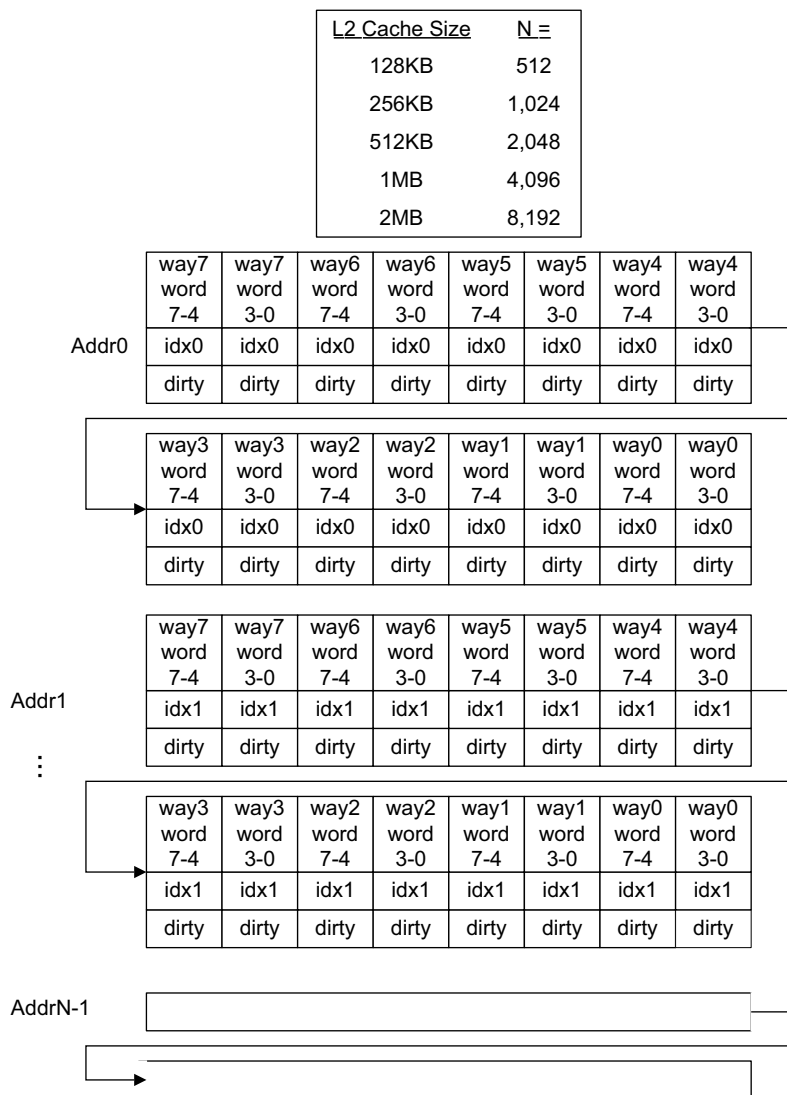 L2 Cache Size N =
128KB 512
256KB 1,024
512KB 2,048
1MB 4,096
2MB 8,192
way7 way7 way6 way6 way5 way5 way4 way4
word word word word word word word word
7-4 3-0 7-4 3-0 7-4 3-0 7-4 3-0
Addr0 idx0 idx0 idx0 idx0 idx0 idx0 idx0 idx0
dirty dirty dirty dirty dirty dirty dirty dirty
way3 way3 way2 way2 way1 way1 way0 way0
word word word word word word word word
7-4 3-0 7-4 3-0 7-4 3-0 7-4 3-0
idx0 idx0 idx0 idx0 idx0 idx0 idx0 idx0
dirty dirty dirty dirty dirty dirty dirty dirty
way7 way7 way6 way6 way5 way5 way4 way4
word word word word word word word word
7-4 3-0 7-4 3-0 7-4 3-0 7-4 3-0
Addr1 idx1 idx1 idx1 idx1 idx1 idx1 idx1 idx1
dirty dirty dirty dirty dirty dirty dirty dirty
⋮
way3 way3 way2 way2 way1 way1 way0 way0
word word word word word word word word
7-4 3-0 7-4 3-0 7-4 3-0 7-4 3-0
idx1 idx1 idx1 idx1 idx1 idx1 idx1 idx1
dirty dirty dirty dirty dirty dirty dirty dirty
AddrN-1